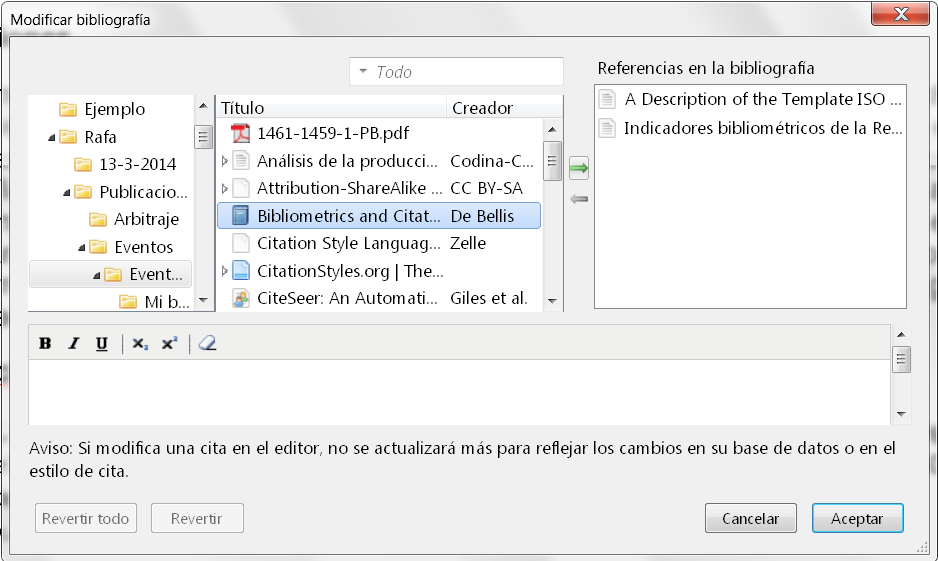 Modificar bibliografía
Todo
Referencias en la bibliografía
Ejemplo
Rafa
13-3-2014
Publicacio...
Arbitraje
Eventos
Event...
Mi b...
Título Creador
1461-1459-1-PB.pdf
Análisis de la producci... Codina-C...
Attribution-ShareAlike ... CC BY-SA
Bibliometrics and Citat... De Bellis
Citation Style Languag... Zelle
CitationStyles.org | The...
CiteSeer: An Automati... Giles et al.
A Description of the Template ISO ...
Indicadores bibliométricos de la Re...
B I U x₂ x²
Aviso: Si modifica una cita en el editor, no se actualizará más para reflejar los cambios en su base de datos o en el
estilo de cita.
Revertir todo Revertir Cancelar Aceptar